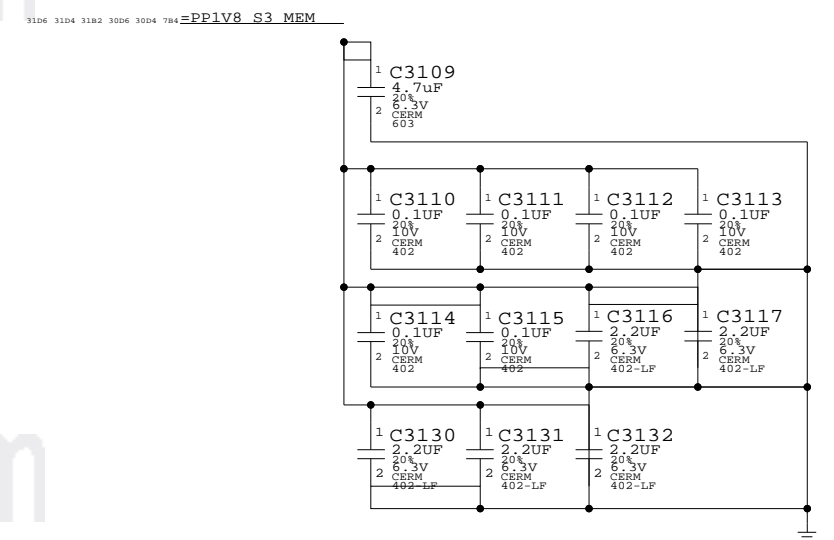 31D6 31D4 31B2 30D6 30D4 7B4 =PP1V8 S3 MEM
1 C3109
4.7uF
20%
6.3V
2 CERM
603
1 C3110 1 C3111 1 C3112 1 C3113
0.1UF 0.1UF 0.1UF 0.1UF
20% 20% 20% 20%
10V 10V 10V 10V
2 CERM 2 CERM 2 CERM 2 CERM
402 402 402 402
1 C3114 1 C3115 1 C3116 1 C3117
0.1UF 0.1UF 2.2UF 2.2UF
20% 20% 20% 20%
10V 10V 6.3V 6.3V
2 CERM 2 CERM 2 CERM 2 CERM
402 402 402-LF 402-LF
1 C3130 1 C3131 1 C3132
2.2UF 2.2UF 2.2UF
20% 20% 20%
6.3V 6.3V 6.3V
2 CERM 2 CERM 2 CERM
402-LF 402-LF 402-LF